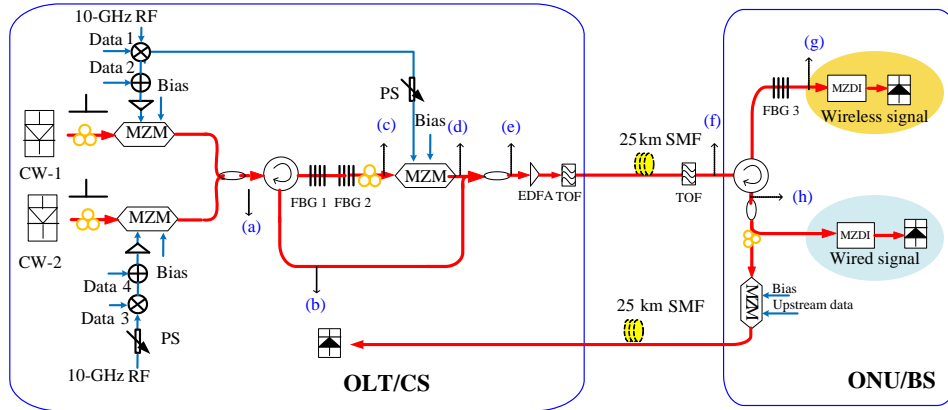 10-GHz RF
Data 1
Data 2
Bias
MZM
CW-1
CW-2
MZM
Bias
Data 4
Data 3
PS
10-GHz RF
(a)
(b)
FBG 1
FBG 2
(c)
PS
Bias
MZM
(d)
(e)
EDFA
TOF
OLT/CS
25 km SMF
TOF
(f)
25 km SMF
FBG 3
(g)
MZDI
Wireless signal
(h)
MZDI
Wired signal
MZM
Bias
Upstream data
ONU/BS